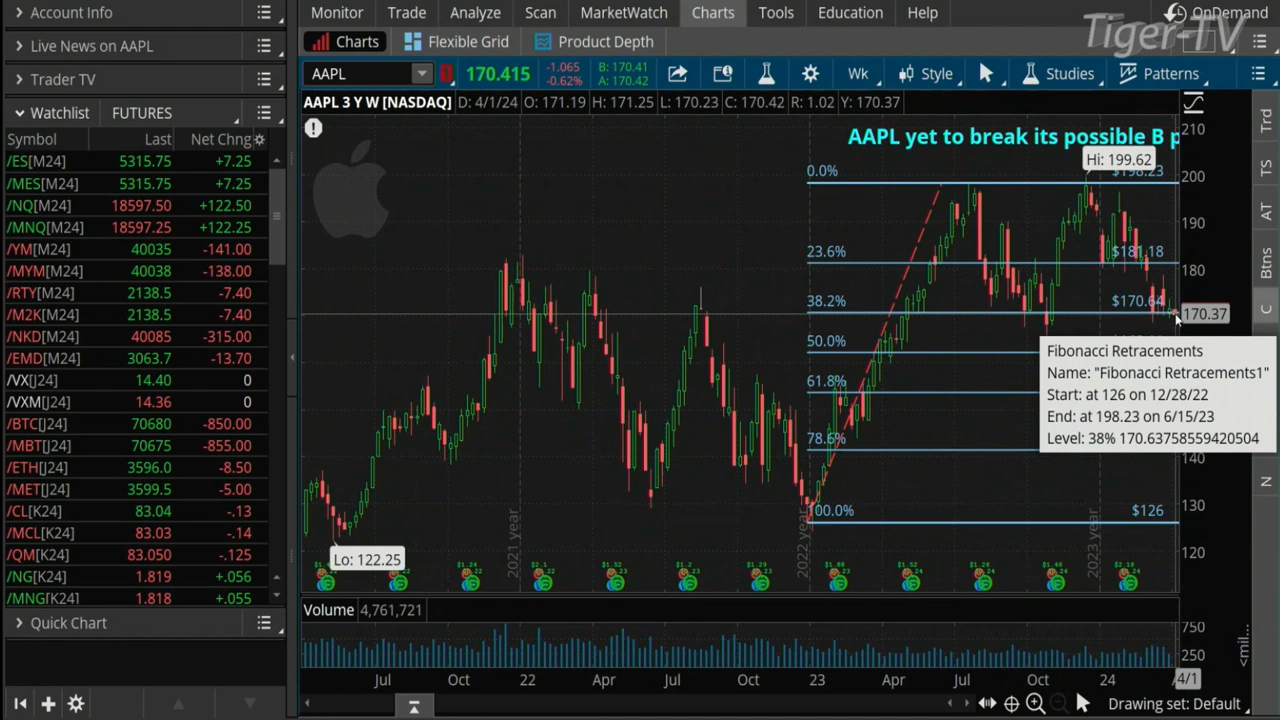 Account Info
Live News on AAPL
Trader TV
Watchlist FUTURES
Symbol Last Net Chng
/ES[M24] 5315.75 +7.25
/MES[M24] 5315.75 +7.25
/NQ[M24] 18597.50 +122.50
/MNQ[M24] 18597.25 +122.25
/YM[M24] 40035 -141.00
/MYM[M24] 40038 -138.00
/RTY[M24] 2138.5 -7.40
/M2K[M24] 2138.5 -7.40
/NKD[M24] 40085 -315.00
/EMD[M24] 3063.7 -13.70
/VX[J24] 14.40 0
/VXM[J24] 14.36 0
/BTC[J24] 70680 -850.00
/MBT[J24] 70675 -855.00
/ETH[J24] 3596.0 -8.50
/MET[J24] 3599.5 -5.00
/CL[K24] 83.04 -.13
/MCL[K24] 83.03 -.14
/QM[K24] 83.050 -.125
/NG[K24] 1.819 +.056
/MNG[K24] 1.818 +.055
Quick Chart
Monitor Trade Analyze Scan MarketWatch Charts Tools Education Help OnDemand
Tiger-TV
Charts Flexible Grid Product Depth
AAPL 170.415 -1.065 B: 170.41 Wk Style Studies Patterns
-0.62% A: 170.42
AAPL 3 Y W [NASDAQ] D: 4/1/24 O: 171.19 H: 171.25 L: 170.23 C: 170.42 R: 1.02 Y: 170.37
AAPL yet to break its possible B p
Hi: 199.62
0.0% $198.23
23.6% $181.18
38.2% $170.64
50.0%
61.8%
78.6%
100.0% $126
Lo: 122.25
2021 year
2022 year
2023 year
Fibonacci Retracements
Name: "Fibonacci Retracements1"
Start: at 126 on 12/28/22
End: at 198.23 on 6/15/23
Level: 38% 170.63758559420504
210
200
190
180
170.37
140
130
120
Trd
TS
AT
Btns
C
N
Volume 4,761,721
750
250
<mil...
Jul Oct 22 Apr Jul Oct 23 Apr Jul Oct 24 4/1
Drawing set: Default